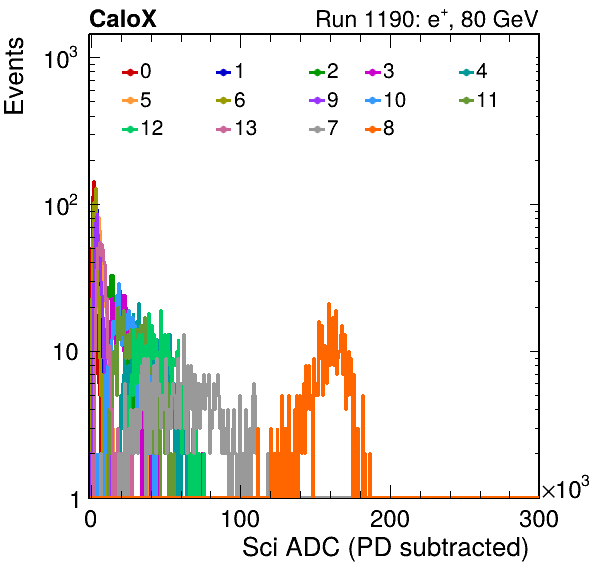 CaloX Run 1190: e⁺, 80 GeV
Events
10³
0 1 2 3 4
5 6 9 10 11
12 13 7 8
10²
10
1
0 100 200 300
×10³
Sci ADC (PD subtracted)